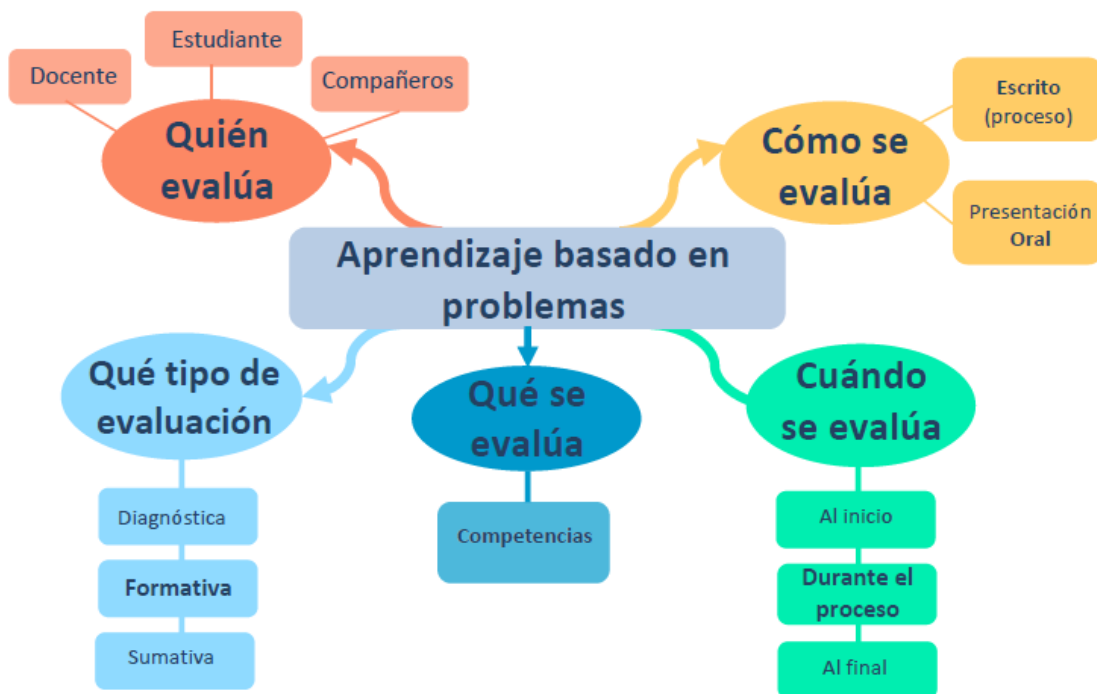 Estudiante
Docente
Compañeros
Quién
evalúa
Escrito
(proceso)
Cómo se
evalúa
Presentación
Oral
Aprendizaje basado en
problemas
Qué tipo de
evaluación
Diagnóstica
Formativa
Sumativa
Qué se
evalúa
Competencias
Cuándo
se evalúa
Al inicio
Durante el
proceso
Al final